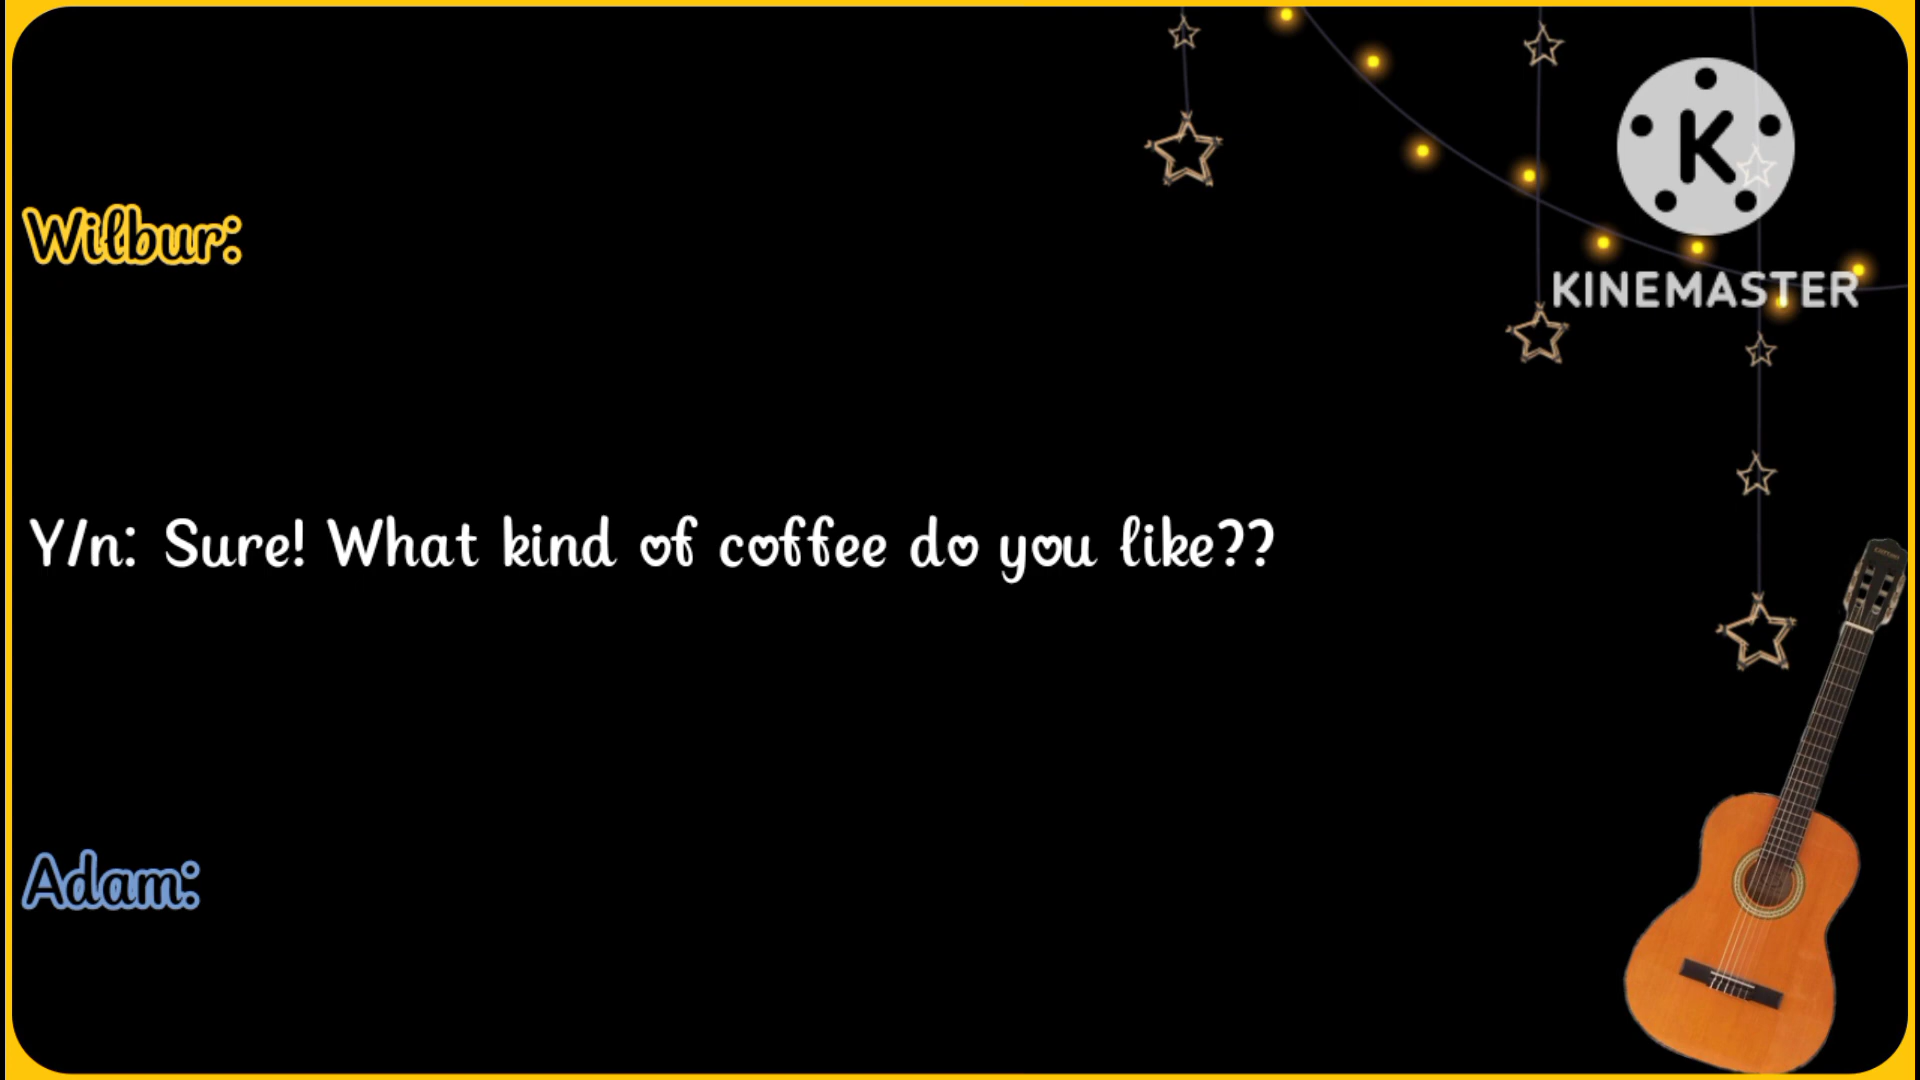 Wilbur:
K
KINEMASTER
Y/n: Sure! What kind of coffee do you like??
Adam: